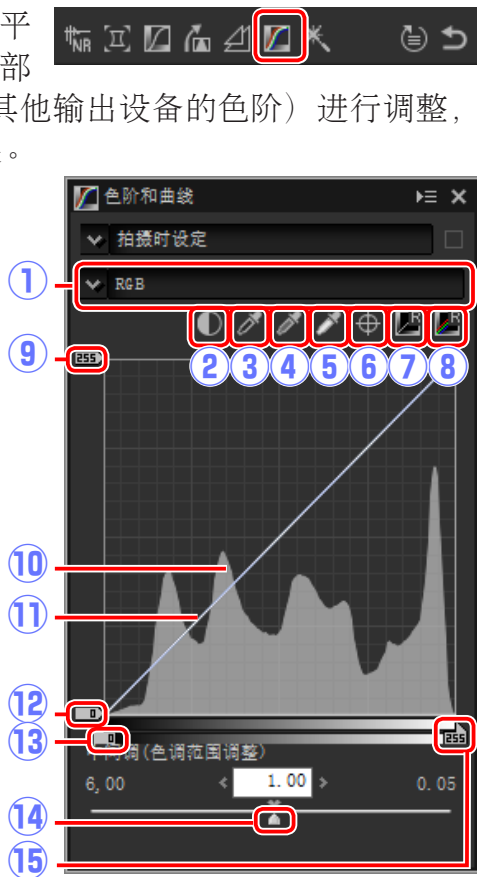 平
NR
部
其他输出设备的色阶）进行调整，
。
色阶和曲线
拍摄时设定
① RGB
R R
⑨ 255 ② ③ ④ ⑤ ⑥ ⑦ ⑧
⑩
⑪
⑫ 0
⑬ 0 255
中间调(色调范围调整)
6,00 1.00 0.05
⑭
⑮